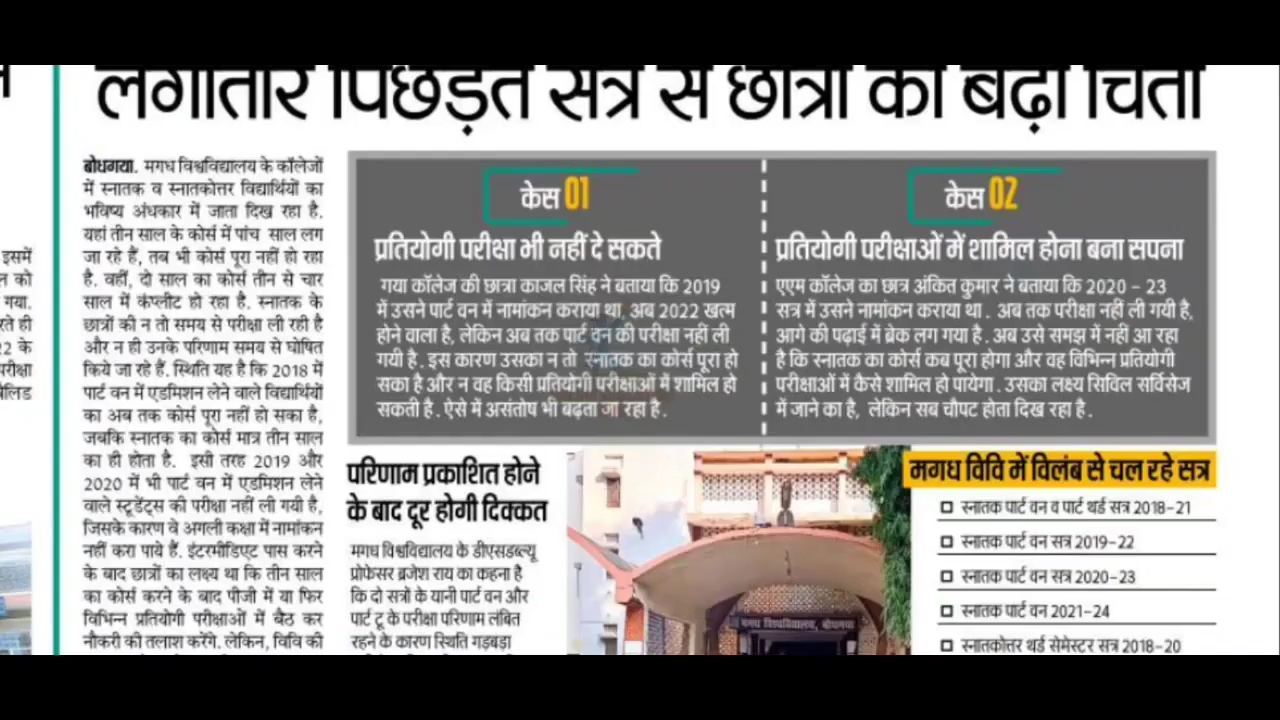 लगातार पिछड़ते सत्र से छात्रों की बढ़ी चिंता
बोधगया. मगध विश्वविद्यालय के कॉलेजों
में स्नातक व स्नातकोत्तर विद्यार्थियों का
भविष्य अंधकार में जाता दिख रहा है.
यहां तीन साल के कोर्स में पांच साल लग
जा रहे हैं, तब भी कोर्स पूरा नहीं हो रहा
है. वहीं, दो साल का कोर्स तीन से चार
साल में कंप्लीट हो रहा है. स्नातक के
छात्रों की न तो समय से परीक्षा ली रही है
और न ही उनके परिणाम समय से घोषित
किये जा रहे हैं. स्थिति यह है कि 2018 में
पार्ट वन में एडमिशन लेने वाले विद्यार्थियों
का अब तक कोर्स पूरा नहीं हो सका है,
जबकि स्नातक का कोर्स मात्र तीन साल
का ही होता है. इसी तरह 2019 और
2020 में भी पार्ट वन में एडमिशन लेने
वाले स्टूडेंट्स की परीक्षा नहीं ली गयी है,
जिसके कारण वे अगली कक्षा में नामांकन
नहीं करा पाये हैं. इंटरमीडिएट पास करने
के बाद छात्रों का लक्ष्य था कि तीन साल
का कोर्स करने के बाद पीजी में या फिर
विभिन्न प्रतियोगी परीक्षाओं में बैठ कर
नौकरी की तलाश करेंगे. लेकिन, विवि की
केस 01
प्रतियोगी परीक्षा भी नहीं दे सकते
गया कॉलेज की छात्रा काजल सिंह ने बताया कि 2019
में उसने पार्ट वन में नामांकन कराया था. अब 2022 खत्म
होने वाला है, लेकिन अब तक पार्ट वन की परीक्षा नहीं ली
गयी है. इस कारण उसका न तो स्नातक का कोर्स पूरा हो
सका है और न वह किसी प्रतियोगी परीक्षाओं में शामिल हो
सकती है. ऐसे में असंतोष भी बढ़ता जा रहा है.
केस 02
प्रतियोगी परीक्षाओं में शामिल होना बना सपना
एएम कॉलेज का छात्र अंकित कुमार ने बताया कि 2020 - 23
सत्र में उसने नामांकन कराया था. अब तक परीक्षा नहीं ली गयी है,
आगे की पढ़ाई में ब्रेक लग गया है. अब उसे समझ में नहीं आ रहा
है कि स्नातक का कोर्स कब पूरा होगा और वह विभिन्न प्रतियोगी
परीक्षाओं में कैसे शामिल हो पायेगा. उसका लक्ष्य सिविल सर्विसेज
में जाने का है, लेकिन सब चौपट होता दिख रहा है.
परिणाम प्रकाशित होने
के बाद दूर होगी दिक्कत
मगध विश्वविद्यालय के डीएसडब्ल्यू
प्रोफेसर ब्रजेश राय का कहना है
कि दो सत्रों के यानी पार्ट वन और
पार्ट टू के परीक्षा परिणाम लंबित
रहने के कारण स्थिति गड़बड़ा
मगध विश्वविद्यालय, बोधगया
मगध विवि में विलंब से चल रहे सत्र
स्नातक पार्ट वन व पार्ट थर्ड सत्र 2018-21
स्नातक पार्ट वन सत्र 2019-22
स्नातक पार्ट वन सत्र 2020-23
स्नातक पार्ट वन 2021-24
स्नातकोत्तर थर्ड सेमेस्टर सत्र 2018-20
इसमें
को
गया.
ही
22 के